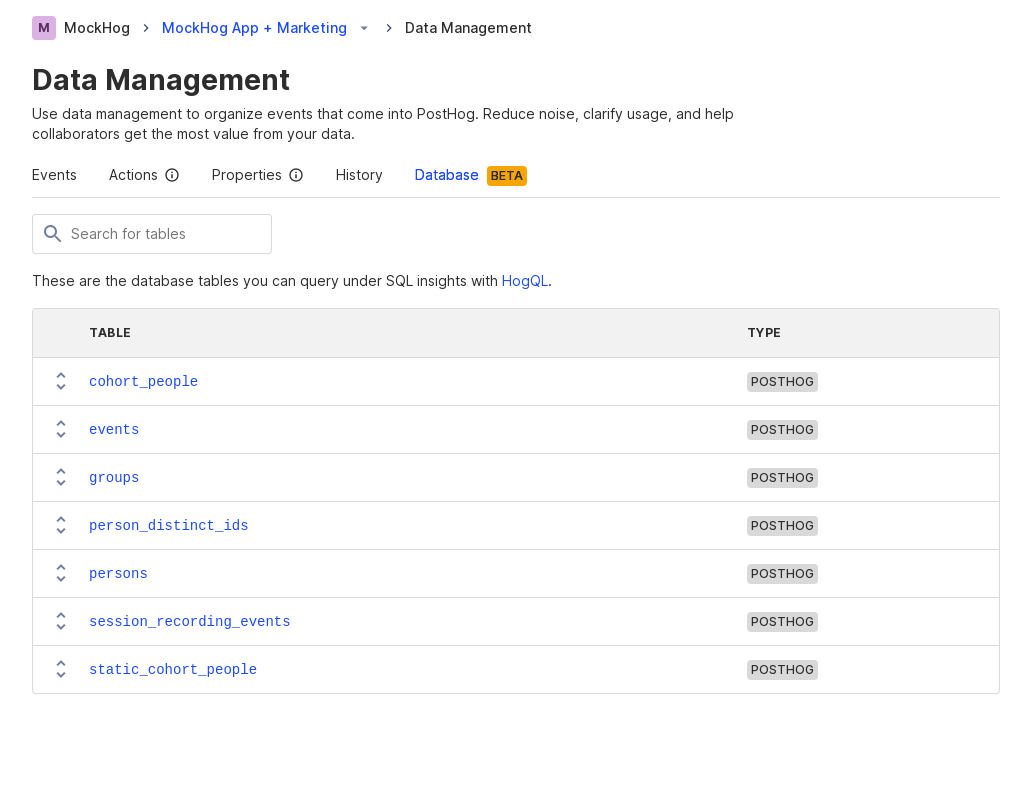 M MockHog MockHog App + Marketing Data Management
Data Management
Use data management to organize events that come into PostHog. Reduce noise, clarify usage, and help
collaborators get the most value from your data.
Events Actions Properties History Database BETA
Search for tables
These are the database tables you can query under SQL insights with HogQL.
TABLE TYPE
cohort_people POSTHOG
events POSTHOG
groups POSTHOG
person_distinct_ids POSTHOG
persons POSTHOG
session_recording_events POSTHOG
static_cohort_people POSTHOG